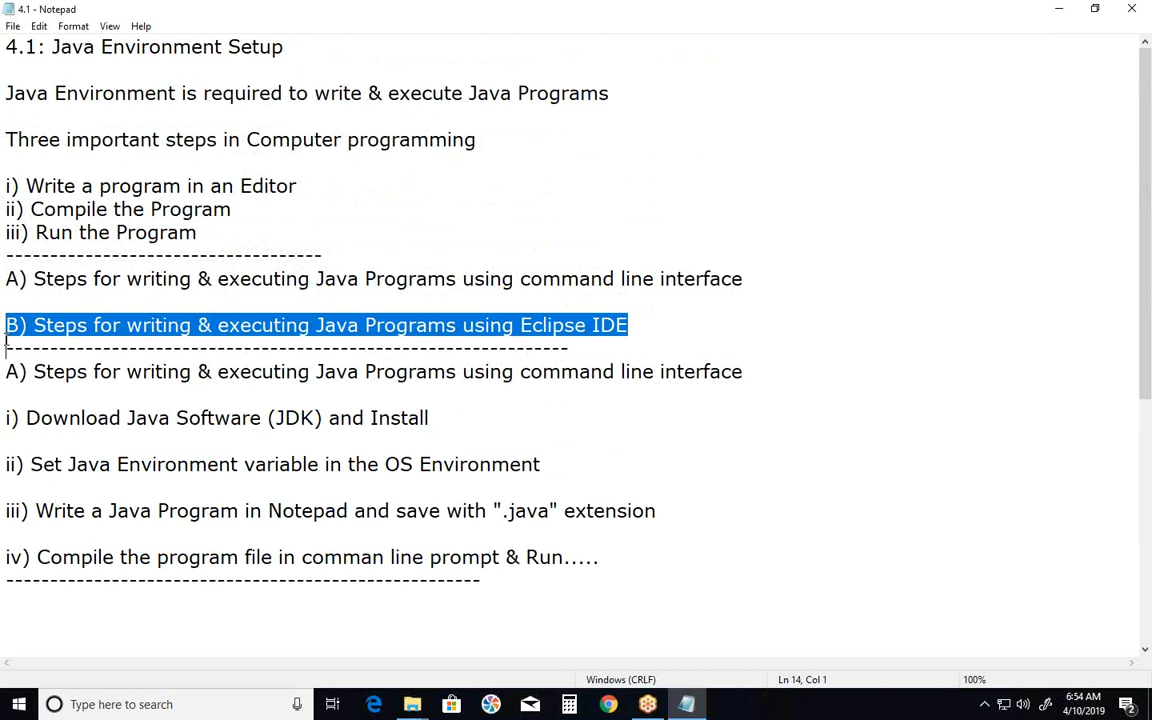 4.1 - Notepad
File Edit Format View Help
4.1: Java Environment Setup
Java Environment is required to write & execute Java Programs
Three important steps in Computer programming
i) Write a program in an Editor
ii) Compile the Program
iii) Run the Program
-----------------------------------
A) Steps for writing & executing Java Programs using command line interface
B) Steps for writing & executing Java Programs using Eclipse IDE
--------------------------------------------------------------
A) Steps for writing & executing Java Programs using command line interface
i) Download Java Software (JDK) and Install
ii) Set Java Environment variable in the OS Environment
iii) Write a Java Program in Notepad and save with ".java" extension
iv) Compile the program file in comman line prompt & Run.....
----------------------------------------------------
Windows (CRLF) Ln 14, Col 1 100%
Type here to search
6:54 AM
4/10/2019
2